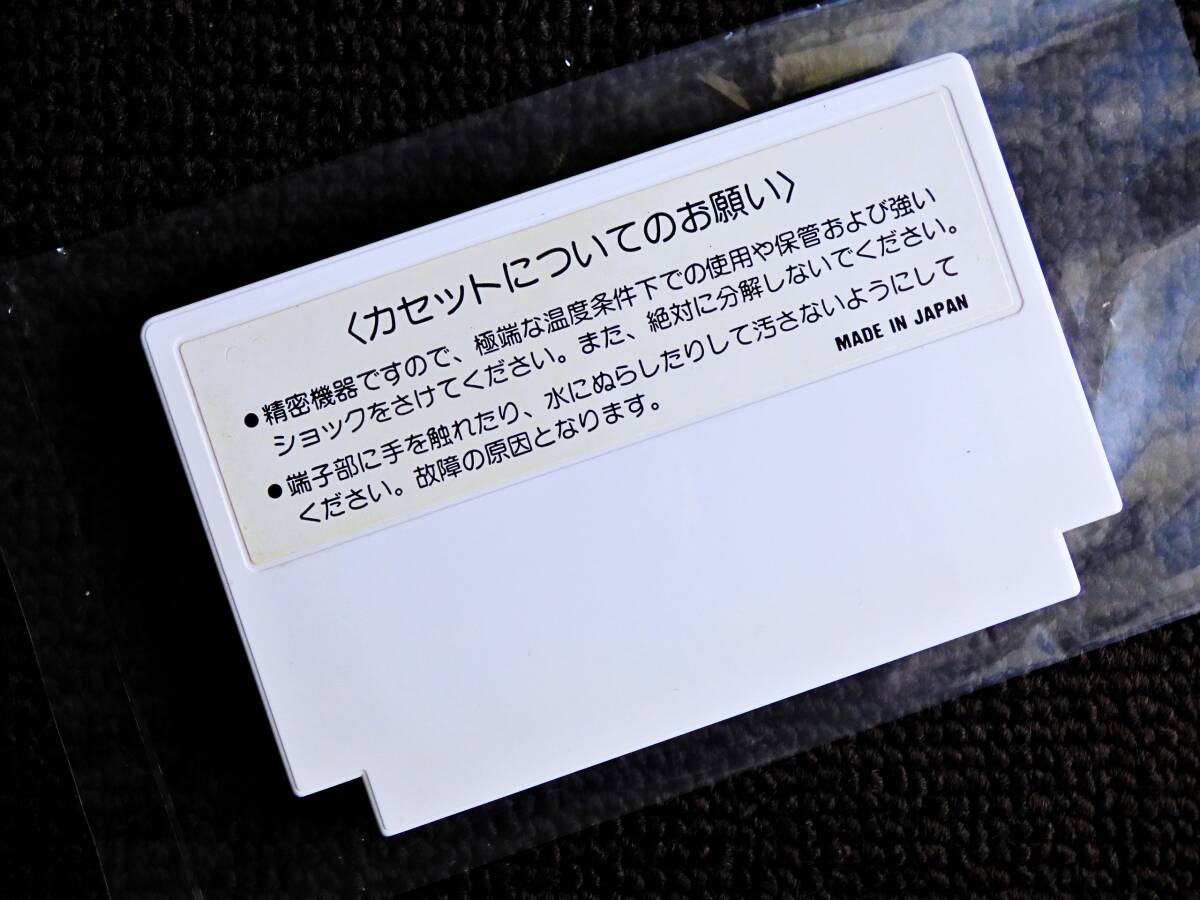 〈カセットについてのお願い〉
●精密機器ですので、極端な温度条件下での使用や保管および強い
ショックをさけてください。また、絶対に分解しないでください。
●端子部に手を触れたり、水にぬらしたりして汚さないようにして
ください。故障の原因となります。
MADE IN JAPAN